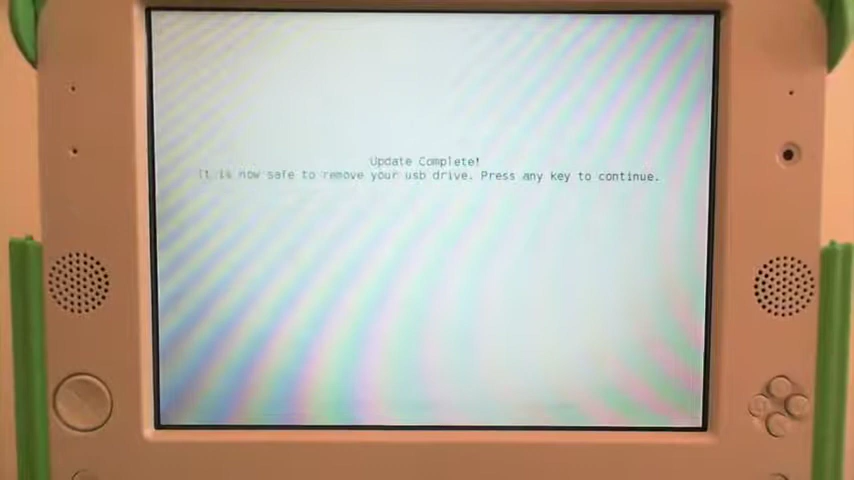 Update Complete!
It is now safe to remove your usb drive. Press any key to continue.